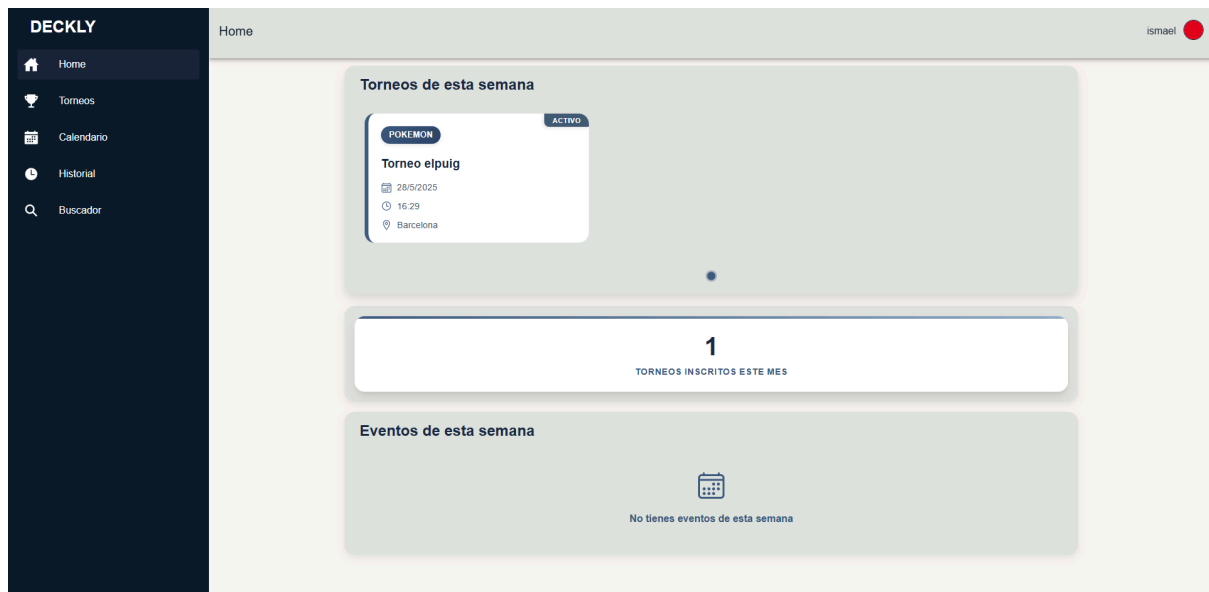 DECKLY
Home
Torneos
Calendario
Historial
Buscador
Home
ismael
Torneos de esta semana
ACTIVO
POKEMON
Torneo elpuig
28/5/2025
16:29
Barcelona
1
TORNEOS INSCRITOS ESTE MES
Eventos de esta semana
No tienes eventos de esta semana